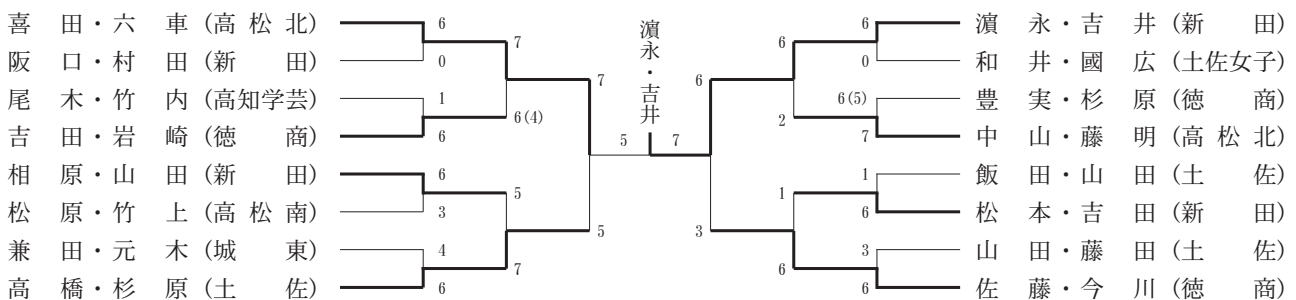 喜田・六車（高松北）
阪口・村田（新田）
尾木・竹内（高知学芸）
吉田・岩崎（徳商）
相原・山田（新田）
松原・竹上（高松南）
兼田・元木（城東）
高橋・杉原（土佐）
6
0
1
6
6
3
4
6
7
6(4)
5
7
7
5
濵永・吉井
5 7
6
3
6
2
1
6
6
0
6(5)
7
1
6
3
6
濵永・吉井（新田）
和井・國広（土佐女子）
豊実・杉原（徳商）
中山・藤明（高松北）
飯田・山田（土佐）
松本・吉田（新田）
山田・藤田（土佐）
佐藤・今川（徳商）